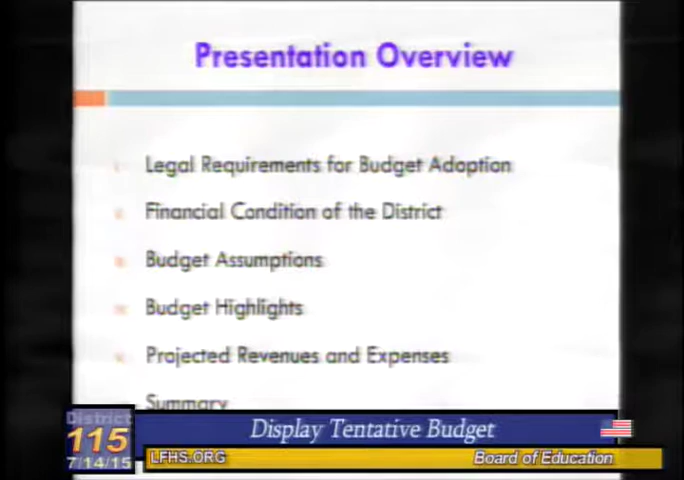 Presentation Overview
Legal Requirements for Budget Adoption
Financial Condition of the District
Budget Assumptions
Budget Highlights
Projected Revenues and Expenses
Summary
District
115
7/14/15
Display Tentative Budget
LFHS.ORG
Board of Education